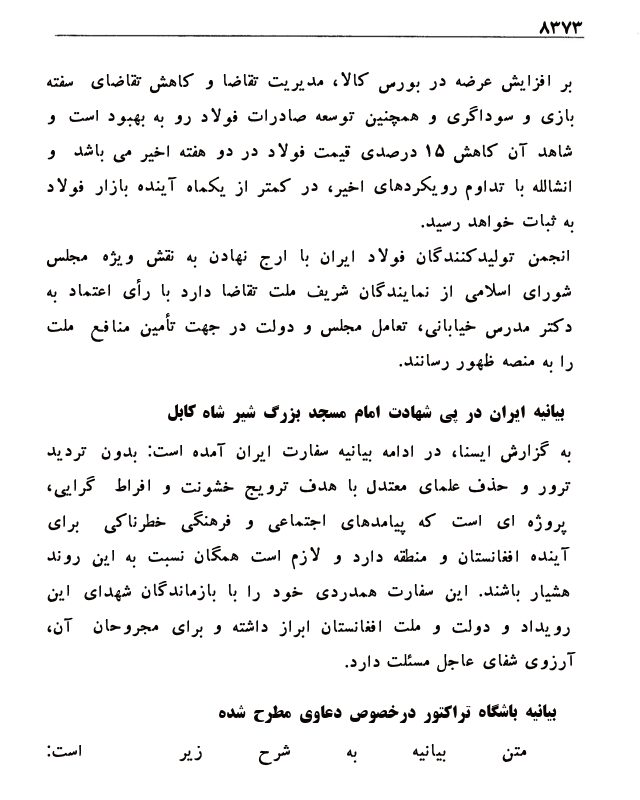 ۸۳۷۳
بر افزایش عرضه در بورس کالا، مدیریت تقاضا و کاهش تقاضای سفته
بازی و سوداگری و همچنین توسعه صادرات فولاد رو به بهبود است و
شاهد آن کاهش ۱۵ درصدی قیمت فولاد در دو هفته اخیر می باشد و
انشالله با تداوم رویکردهای اخیر، در کمتر از یکماه آینده بازار فولاد
به ثبات خواهد رسید.
انجمن تولیدکنندگان فولاد ایران با ارج نهادن به نقش ویژه مجلس
شورای اسلامی از نمایندگان شریف ملت تقاضا دارد با رأی اعتماد به
دکتر مدرس خیابانی، تعامل مجلس و دولت در جهت تأمین منافع ملت
را به منصه ظهور رسانند.
بیانیه ایران در پی شهادت امام مسجد بزرگ شیر شاه کابل
به گزارش ایسنا، در ادامه بیانیه سفارت ایران آمده است: بدون تردید
ترور و حذف علمای معتدل با هدف ترویج خشونت و افراط گرایی،
پروژه ای است که پیامدهای اجتماعی و فرهنگی خطرناکی برای
آینده افغانستان و منطقه دارد و لازم است همگان نسبت به این روند
هشیار باشند. این سفارت همدردی خود را با بازماندگان شهدای این
رویداد و دولت و ملت افغانستان ابراز داشته و برای مجروحان آن،
آرزوی شفای عاجل مسئلت دارد.
بیانیه باشگاه تراکتور درخصوص دعاوی مطرح شده
متن بیانیه به شرح زیر است: